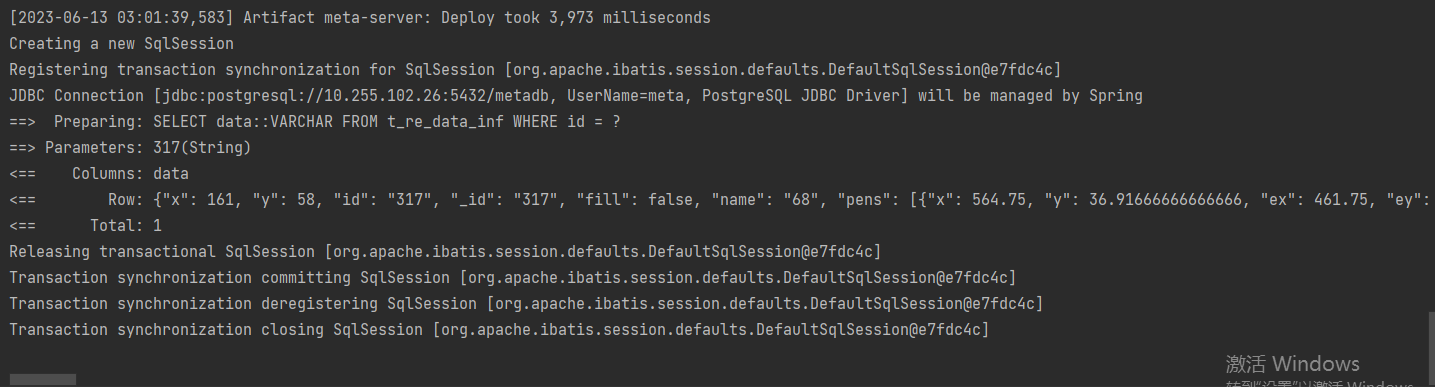 [2023-06-13 03:01:39,583] Artifact meta-server: Deploy took 3,973 milliseconds
Creating a new SqlSession
Registering transaction synchronization for SqlSession [org.apache.ibatis.session.defaults.DefaultSqlSession@e7fdc4c]
JDBC Connection [jdbc:postgresql://10.255.102.26:5432/metadb, UserName=meta, PostgreSQL JDBC Driver] will be managed by Spring
==>  Preparing: SELECT data::VARCHAR FROM t_re_data_inf WHERE id = ?
==> Parameters: 317(String)
<==    Columns: data
<==        Row: {"x": 161, "y": 58, "id": "317", "_id": "317", "fill": false, "name": "68", "pens": [{"x": 564.75, "y": 36.91666666666666, "ex": 461.75, "ey":
<==      Total: 1
Releasing transactional SqlSession [org.apache.ibatis.session.defaults.DefaultSqlSession@e7fdc4c]
Transaction synchronization committing SqlSession [org.apache.ibatis.session.defaults.DefaultSqlSession@e7fdc4c]
Transaction synchronization deregistering SqlSession [org.apache.ibatis.session.defaults.DefaultSqlSession@e7fdc4c]
Transaction synchronization closing SqlSession [org.apache.ibatis.session.defaults.DefaultSqlSession@e7fdc4c]
激活 Windows
转到"设置"以激活 Windows